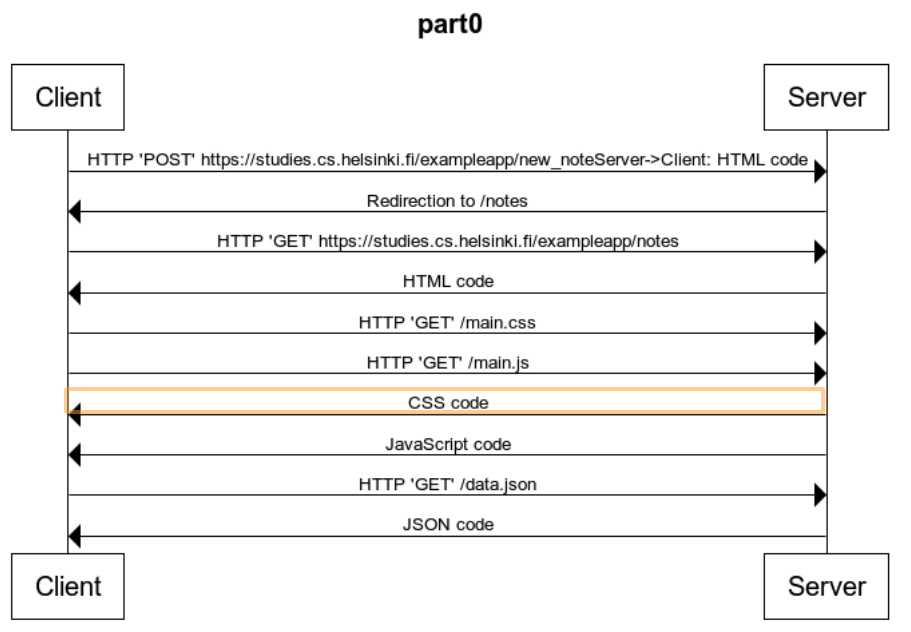 part0
Client
Server
HTTP 'POST' https://studies.cs.helsinki.fi/exampleapp/new_noteServer->Client: HTML code
Redirection to /notes
HTTP 'GET' https://studies.cs.helsinki.fi/exampleapp/notes
HTML code
HTTP 'GET' /main.css
HTTP 'GET' /main.js
CSS code
JavaScript code
HTTP 'GET' /data.json
JSON code
Client
Server